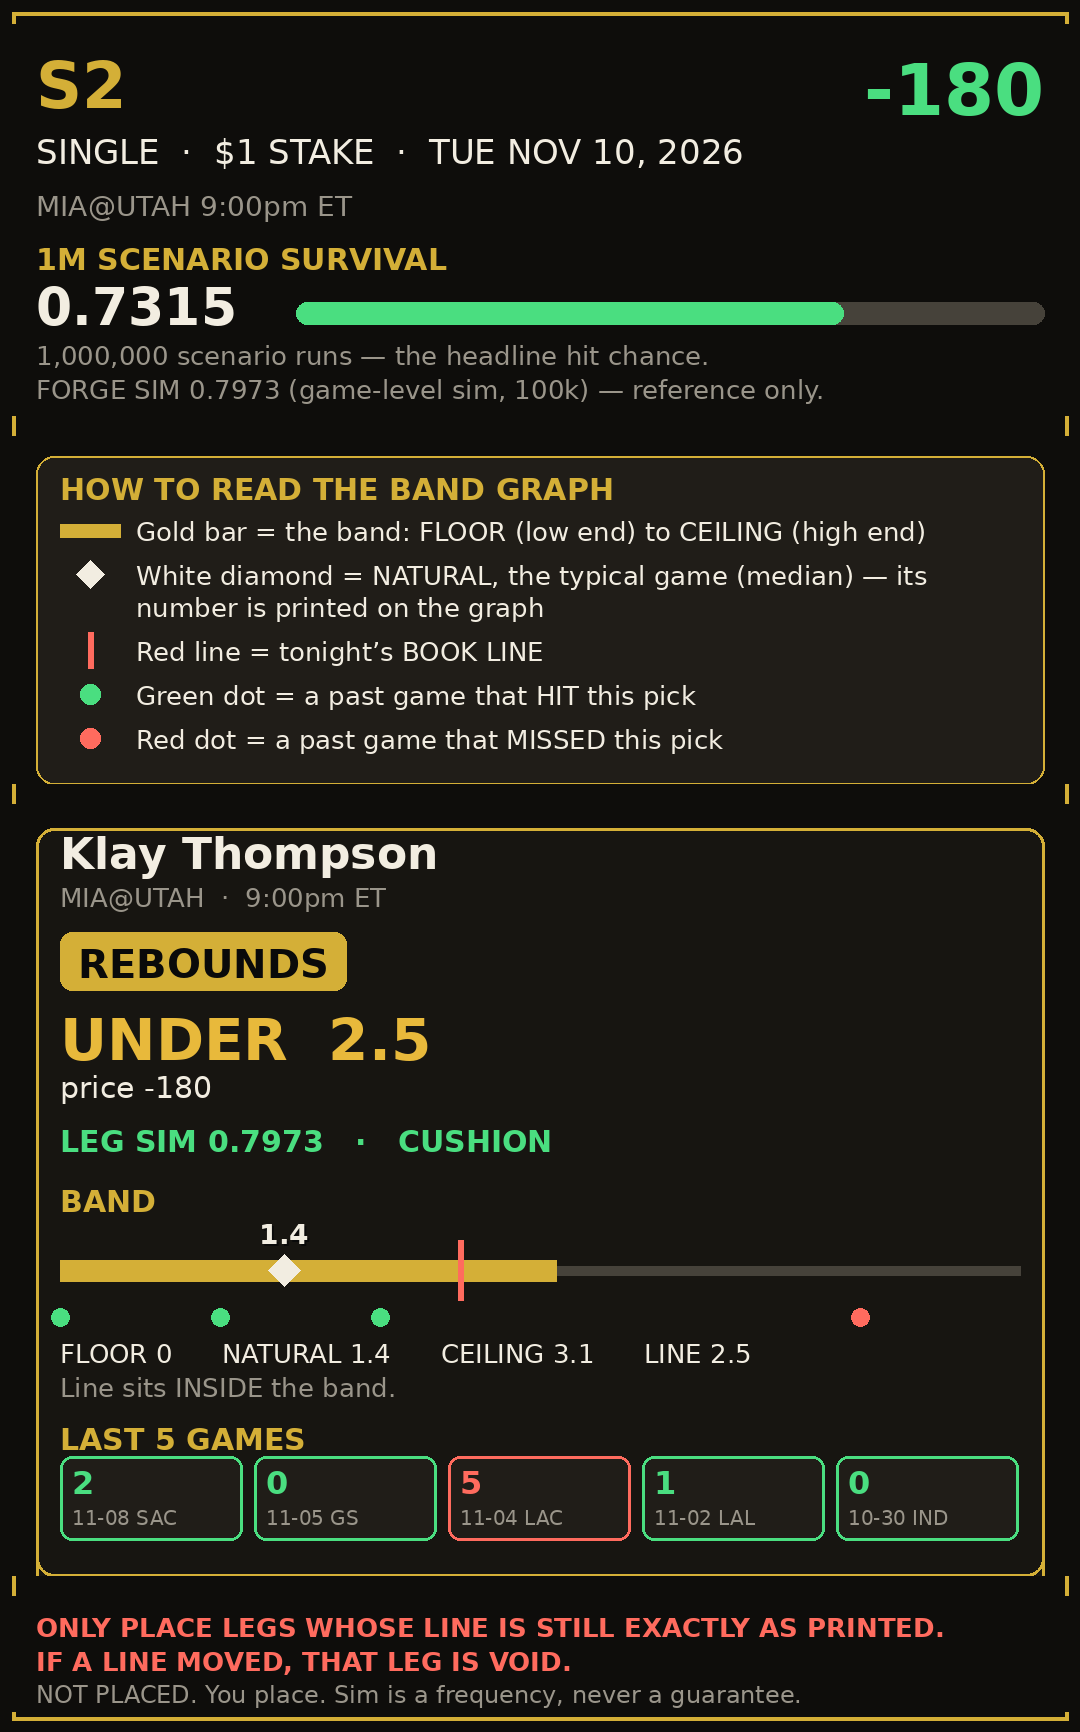 S2
-180
SINGLE · $1 STAKE · TUE NOV 10, 2026
MIA@UTAH 9:00pm ET
1M SCENARIO SURVIVAL
0.7315
1,000,000 scenario runs — the headline hit chance.
FORGE SIM 0.7973 (game-level sim, 100k) — reference only.
HOW TO READ THE BAND GRAPH
Gold bar = the band: FLOOR (low end) to CEILING (high end)
White diamond = NATURAL, the typical game (median) — its
number is printed on the graph
Red line = tonight’s BOOK LINE
Green dot = a past game that HIT this pick
Red dot = a past game that MISSED this pick
Klay Thompson
MIA@UTAH · 9:00pm ET
REBOUNDS
UNDER 2.5
price -180
LEG SIM 0.7973 · CUSHION
BAND
1.4
FLOOR 0 NATURAL 1.4 CEILING 3.1 LINE 2.5
Line sits INSIDE the band.
LAST 5 GAMES
2 0 5 1 0
11-08 SAC 11-05 GS 11-04 LAC 11-02 LAL 10-30 IND
ONLY PLACE LEGS WHOSE LINE IS STILL EXACTLY AS PRINTED.
IF A LINE MOVED, THAT LEG IS VOID.
NOT PLACED. You place. Sim is a frequency, never a guarantee.